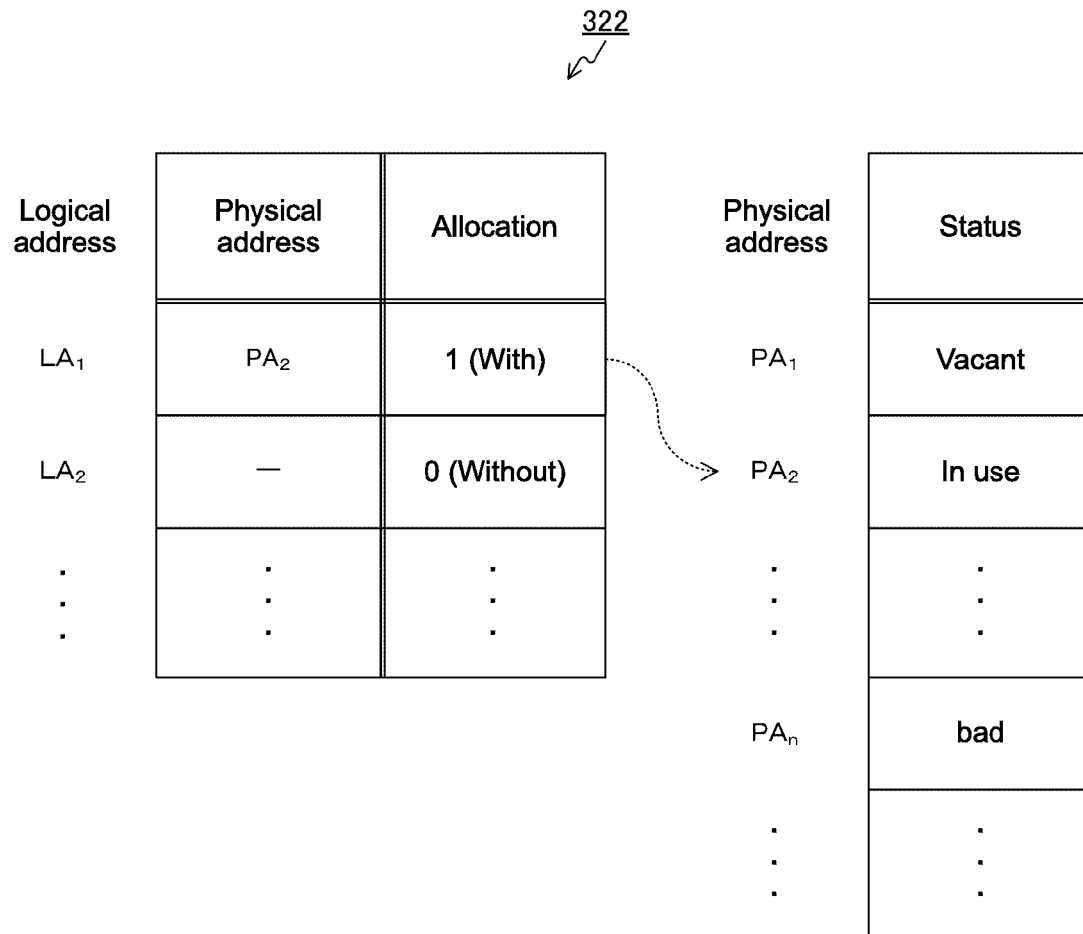 322
Logical address
Physical address
Allocation
Physical address
Status
LA₁
PA₂
1 (With)
PA₁
Vacant
LA₂
—
0 (Without)
PA₂
In use
PAₙ
bad